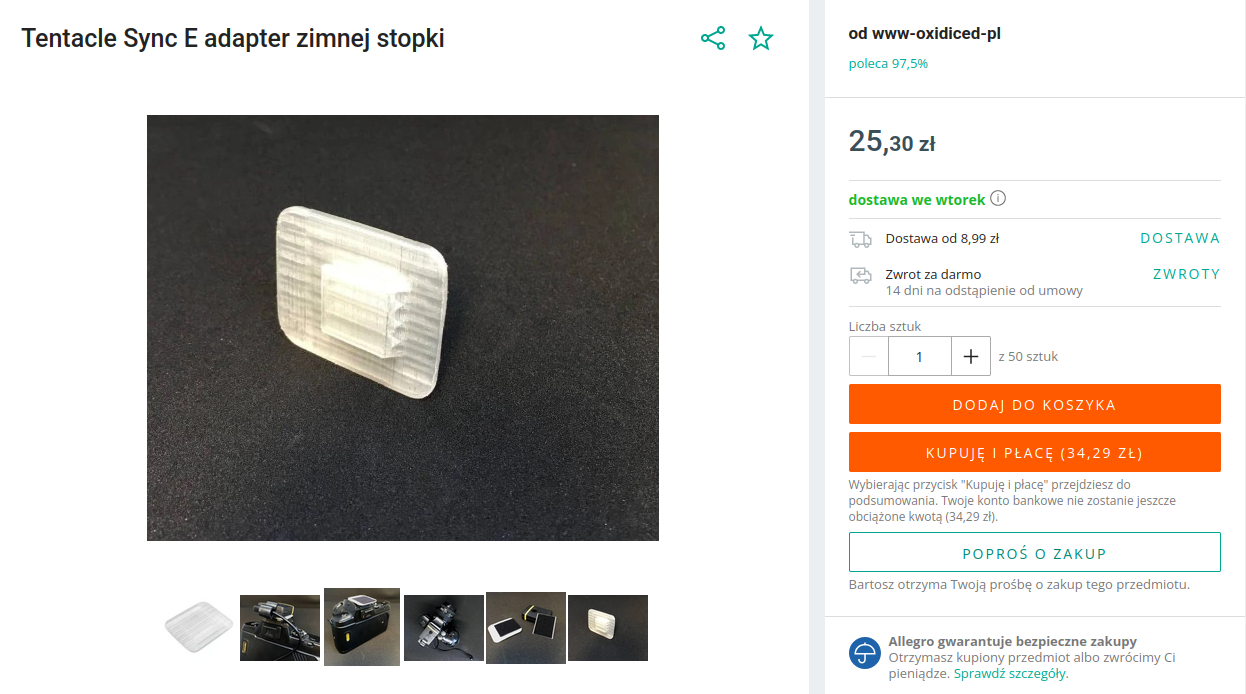 Tentacle Sync E adapter zimnej stopki
od www-oxidiced-pl
poleca 97,5%
25,30 zł
dostawa we wtorek
Dostawa od 8,99 zł
DOSTAWA
Zwrot za darmo
ZWROTY
14 dni na odstąpienie od umowy
Liczba sztuk
— 1 + z 50 sztuk
DODAJ DO KOSZYKA
KUPUJĘ I PŁACĘ (34,29 ZŁ)
Wybierając przycisk "Kupuję i płacę" przejdziesz do
podsumowania. Twoje konto bankowe nie zostanie jeszcze
obciążone kwotą (34,29 zł).
POPROŚ O ZAKUP
Bartosz otrzyma Twoją prośbę o zakup tego przedmiotu.
Allegro gwarantuje bezpieczne zakupy
Otrzymasz kupiony przedmiot albo zwrócimy Ci
pieniądze. Sprawdź szczegóły.